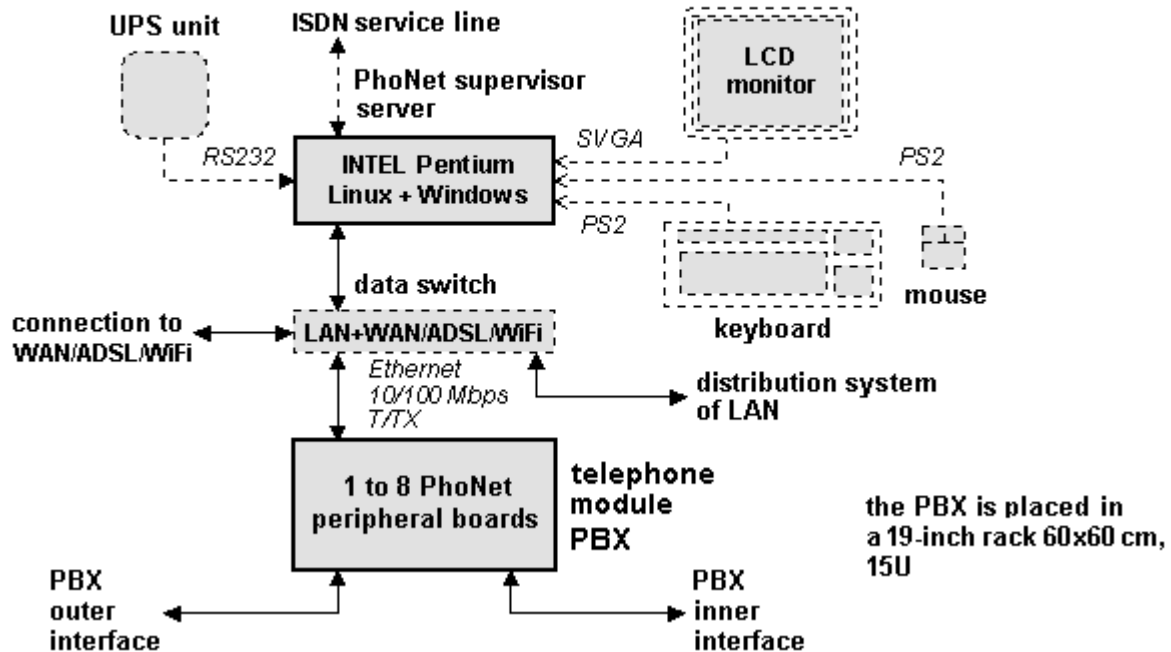 UPS unit
ISDN service line
PhoNet supervisor
server
LCD
monitor
RS232
SVGA
PS2
INTEL Pentium
Linux + Windows
PS2
mouse
keyboard
data switch
connection to
WAN/ADSL/WiFi
LAN+WAN/ADSL/WiFi
Ethernet
10/100 Mbps
T/TX
distribution system
of LAN
1 to 8 PhoNet
peripheral boards
telephone
module
PBX
the PBX is placed in
a 19-inch rack 60x60 cm,
15U
PBX
outer
interface
PBX
inner
interface